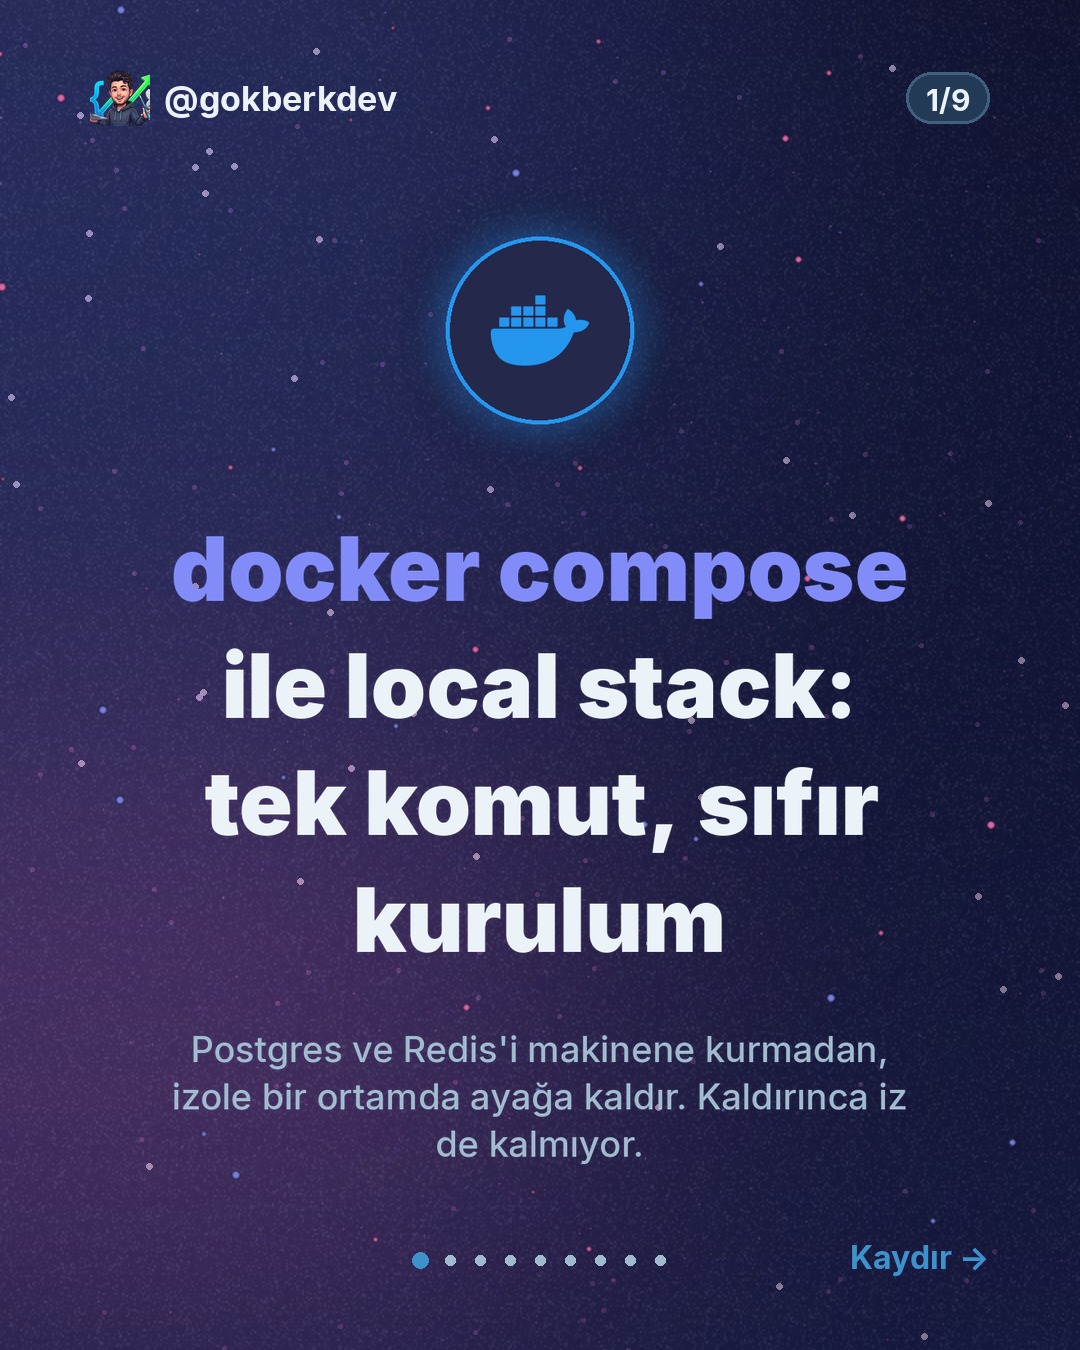 @gokberkdev
1/9
docker compose
ile local stack:
tek komut, sıfır
kurulum
Postgres ve Redis'i makinene kurmadan,
izole bir ortamda ayağa kaldır. Kaldırınca iz
de kalmıyor.
Kaydır →